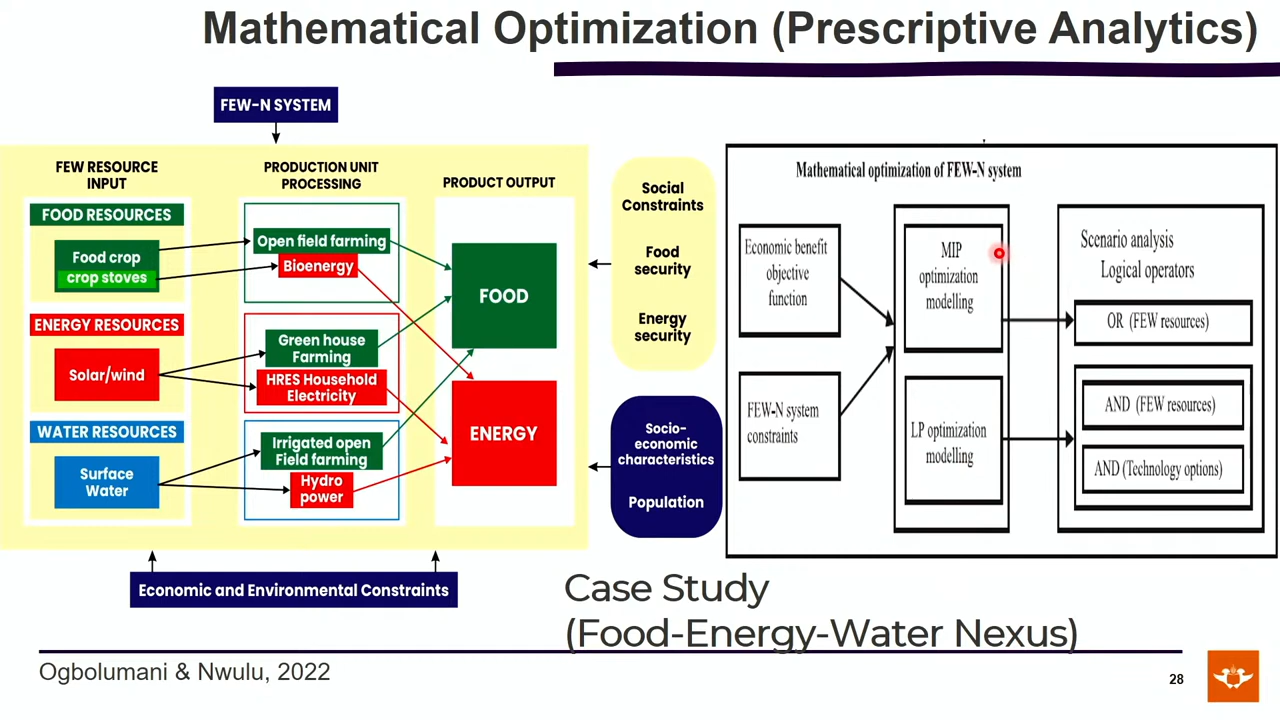 Mathematical Optimization (Prescriptive Analytics)
FEW-N SYSTEM
FEW RESOURCE
INPUT
PRODUCTION UNIT
PROCESSING
PRODUCT OUTPUT
FOOD RESOURCES
Food crop
crop stoves
Open field farming
Bioenergy
FOOD
ENERGY RESOURCES
Solar/wind
Green house
Farming
HRES Household
Electricity
ENERGY
WATER RESOURCES
Surface
Water
Irrigated open
Field farming
Hydro
power
Economic and Environmental Constraints
Social
Constraints
Food
security
Energy
security
Socio-
economic
characteristics
Population
Mathematical optimization of FEW-N system
Economic benefit
objective
function
FEW-N system
constraints
MIP
optimization
modelling
LP optimization
modelling
Scenario analysis
Logical operators
OR (FEW resources)
AND (FEW resources)
AND (Technology options)
Case Study
(Food-Energy-Water Nexus)
Ogbolumani & Nwulu, 2022
28